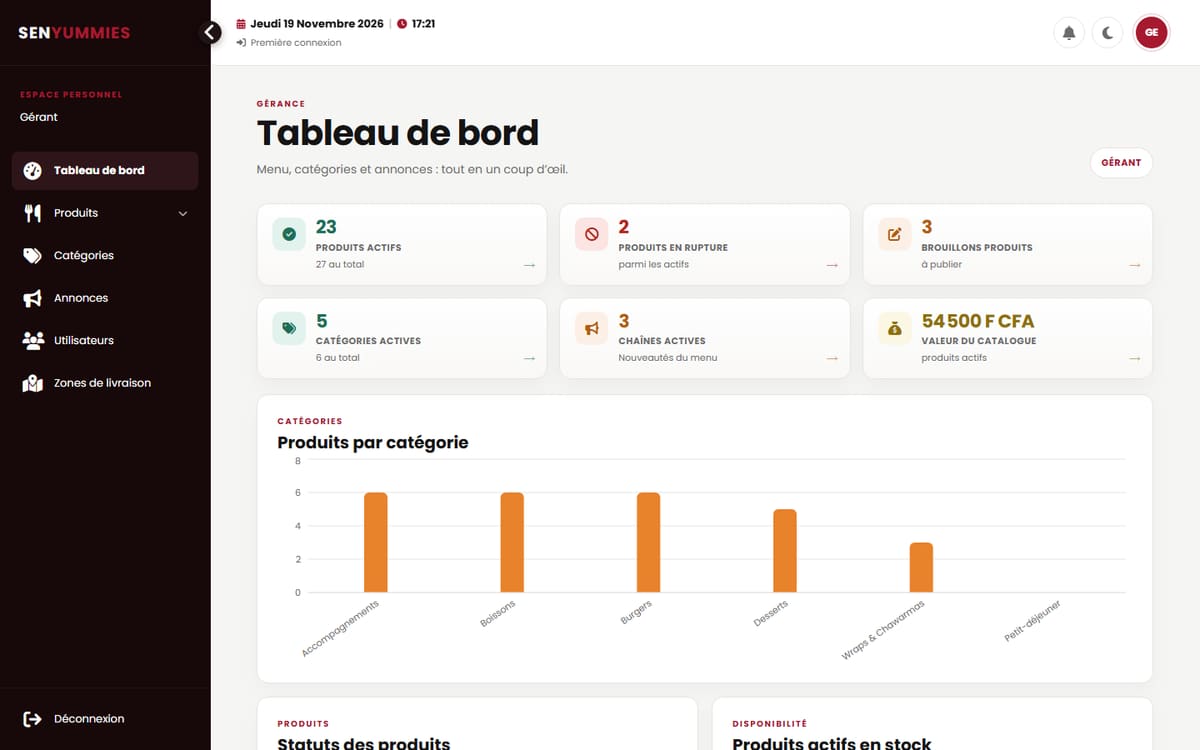 SENYUMMIES
Jeudi 19 Novembre 2026 | 17:21
Première connexion
GE
ESPACE PERSONNEL
Gérant
Tableau de bord
Produits
Catégories
Annonces
Utilisateurs
Zones de livraison
Déconnexion
GÉRANCE
Tableau de bord
Menu, catégories et annonces : tout en un coup d’œil.
GÉRANT
23
PRODUITS ACTIFS
27 au total
→
2
PRODUITS EN RUPTURE
parmi les actifs
→
3
BROUILLONS PRODUITS
à publier
→
5
CATÉGORIES ACTIVES
6 au total
→
3
CHAÎNES ACTIVES
Nouveautés du menu
→
54 500 F CFA
VALEUR DU CATALOGUE
produits actifs
→
CATÉGORIES
Produits par catégorie
8
6
4
2
0
Accompagnements
Boissons
Burgers
Desserts
Wraps & Chawarmas
Petit-déjeuner
PRODUITS
Statuts des produits
DISPONIBILITÉ
Produits actifs en stock